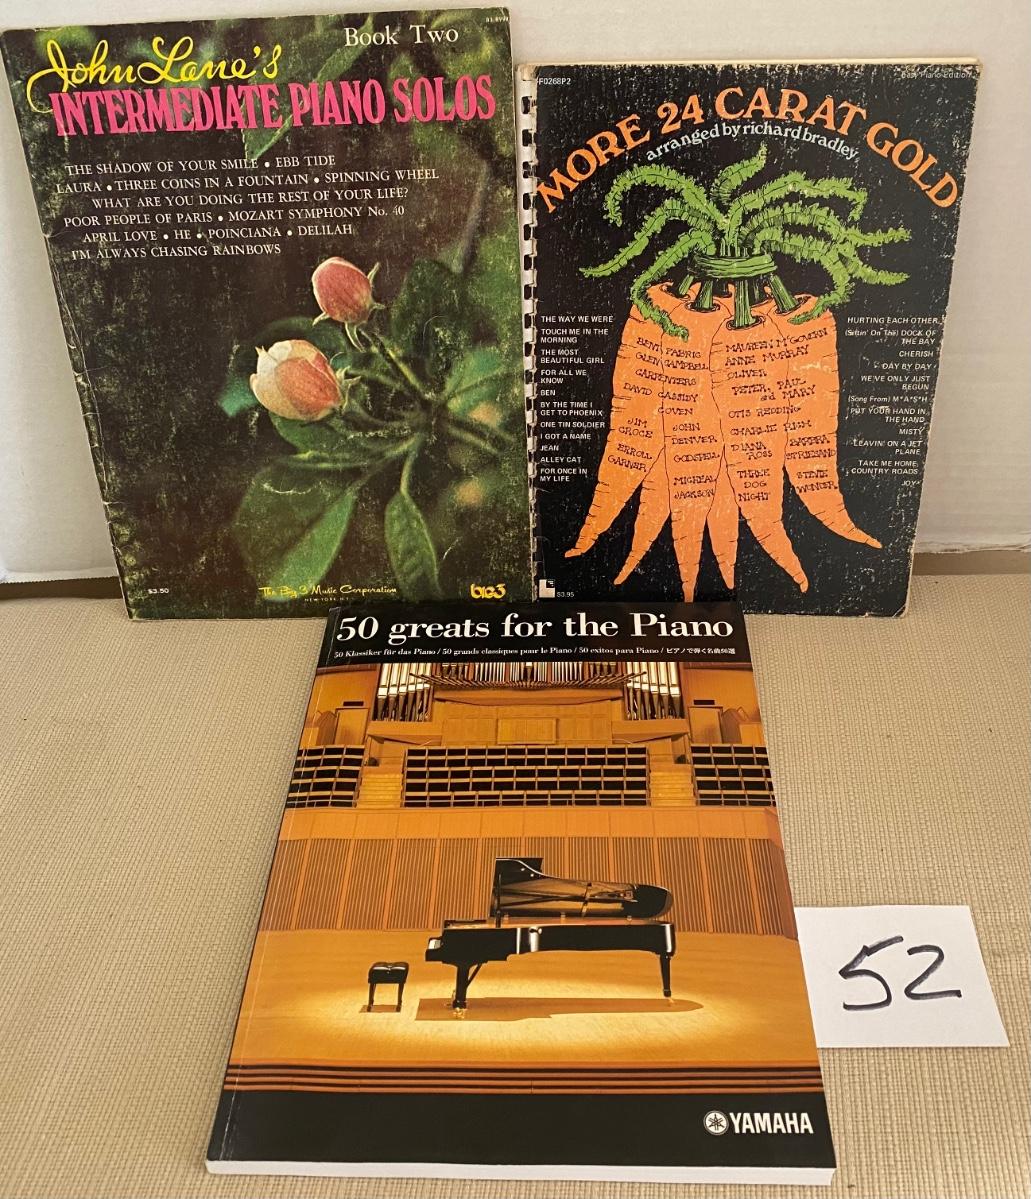 Book Two
John Lane's
INTERMEDIATE PIANO SOLOS
THE SHADOW OF YOUR SMILE • EBB TIDE
LAURA • THREE COINS IN A FOUNTAIN • SPINNING WHEEL
WHAT ARE YOU DOING THE REST OF YOUR LIFE?
POOR PEOPLE OF PARIS • MOZART SYMPHONY No. 40
APRIL LOVE • HE • POINCIANA • DELILAH
I'M ALWAYS CHASING RAINBOWS
$3.50
The Big 3 Music Corporation
NEW YORK, N.Y.
big3
F0268P2
Easy Piano Edition
MORE 24 CARAT GOLD
arranged by richard bradley
THE WAY WE WERE
TOUCH ME IN THE
MORNING
THE MOST
BEAUTIFUL GIRL
FOR ALL WE
KNOW
BEN
BY THE TIME I
GET TO PHOENIX
ONE TIN SOLDIER
I GOT A NAME
JEAN
ALLEY CAT
FOR ONCE IN
MY LIFE
BENT FABRIC
GLEN CAMPBELL
CARPENTERS
DAVID CASSIDY
COVEN
JIM
CROCE
JOHN
DENVER
ERROLL
GARNER
GODSPELL
MICHEAL
JACKSON
MAUREEN McGOVERN
ANNE MURRAY
OLIVER
PETER, PAUL
and MARY
OTIS REDDING
CHARLIE RICH
DIANA
ROSS
BARBRA
STREISAND
THREE
DOG
NIGHT
STEVIE
WONDER
HURTING EACH OTHER
(Sittin' On The) DOCK OF
THE BAY
CHERISH
DAY BY DAY
WE'VE ONLY JUST
BEGUN
(Song From) M*A*S*H
PUT YOUR HAND IN
THE HAND
MISTY
LEAVIN' ON A JET
PLANE
TAKE ME HOME,
COUNTRY ROADS
JOY
$3.95
50 greats for the Piano
50 Klassiker für das Piano / 50 grands classiques pour le Piano / 50 exitos para Piano / ピアノで弾く名曲50選
YAMAHA
52